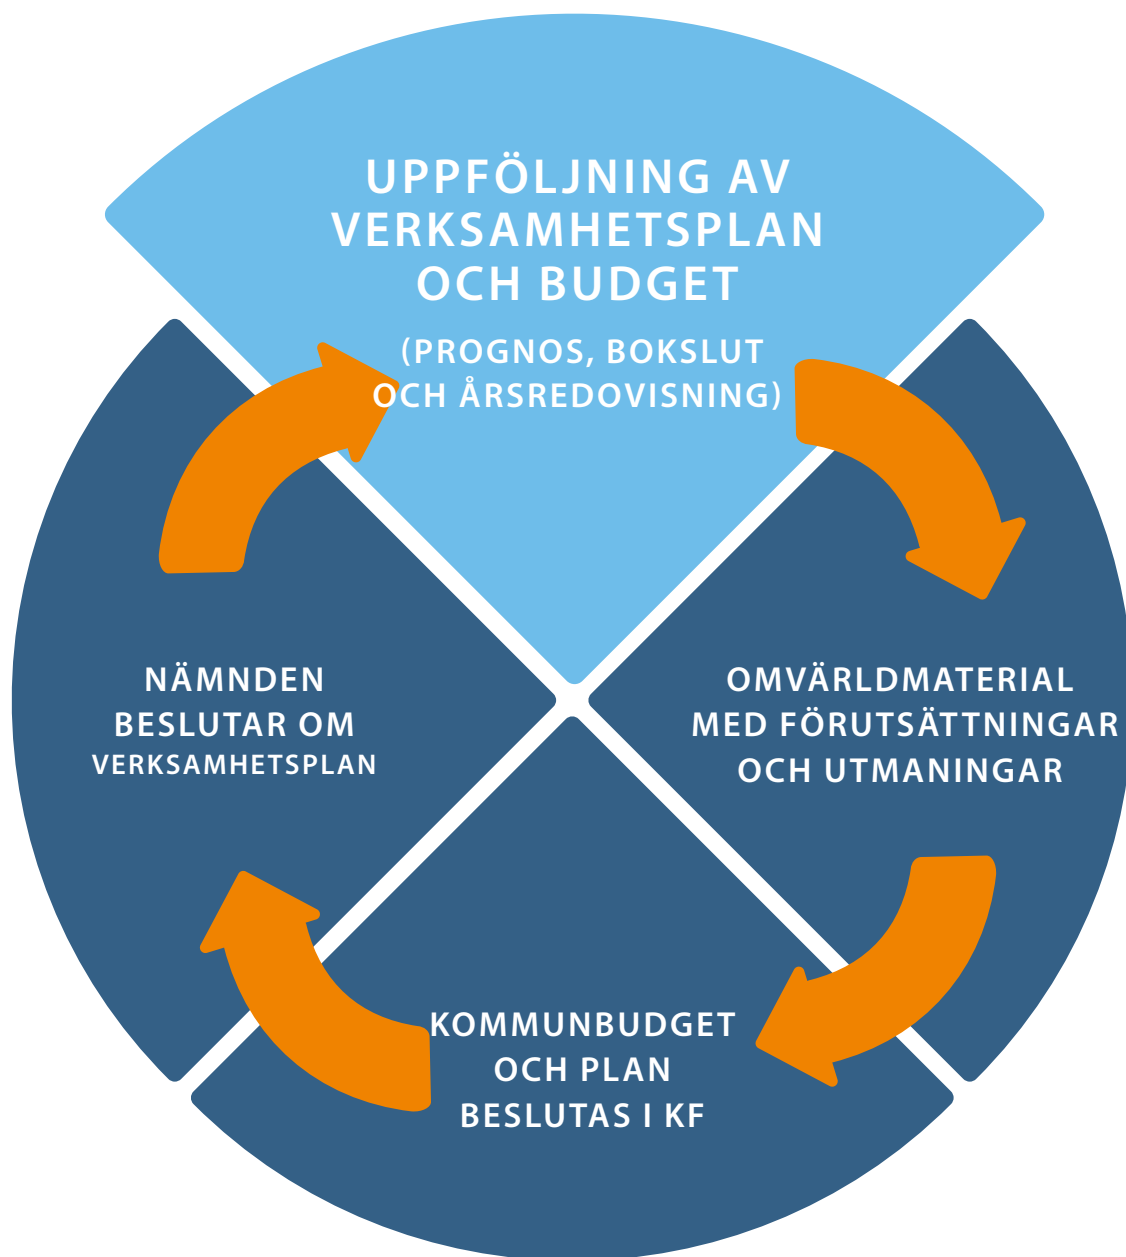 UPPFÖLJNING AV
VERKSAMHETSPLAN
OCH BUDGET
(PROGNOS, BOKSLUT
OCH ÅRSREDOVISNING)
OMVÄRLDMATERIAL
MED FÖRUTSÄTTNINGAR
OCH UTMANINGAR
KOMMUNBUDGET
OCH PLAN
BESLUTAS I KF
NÄMNDEN
BESLUTAR OM
VERKSAMHETSPLAN